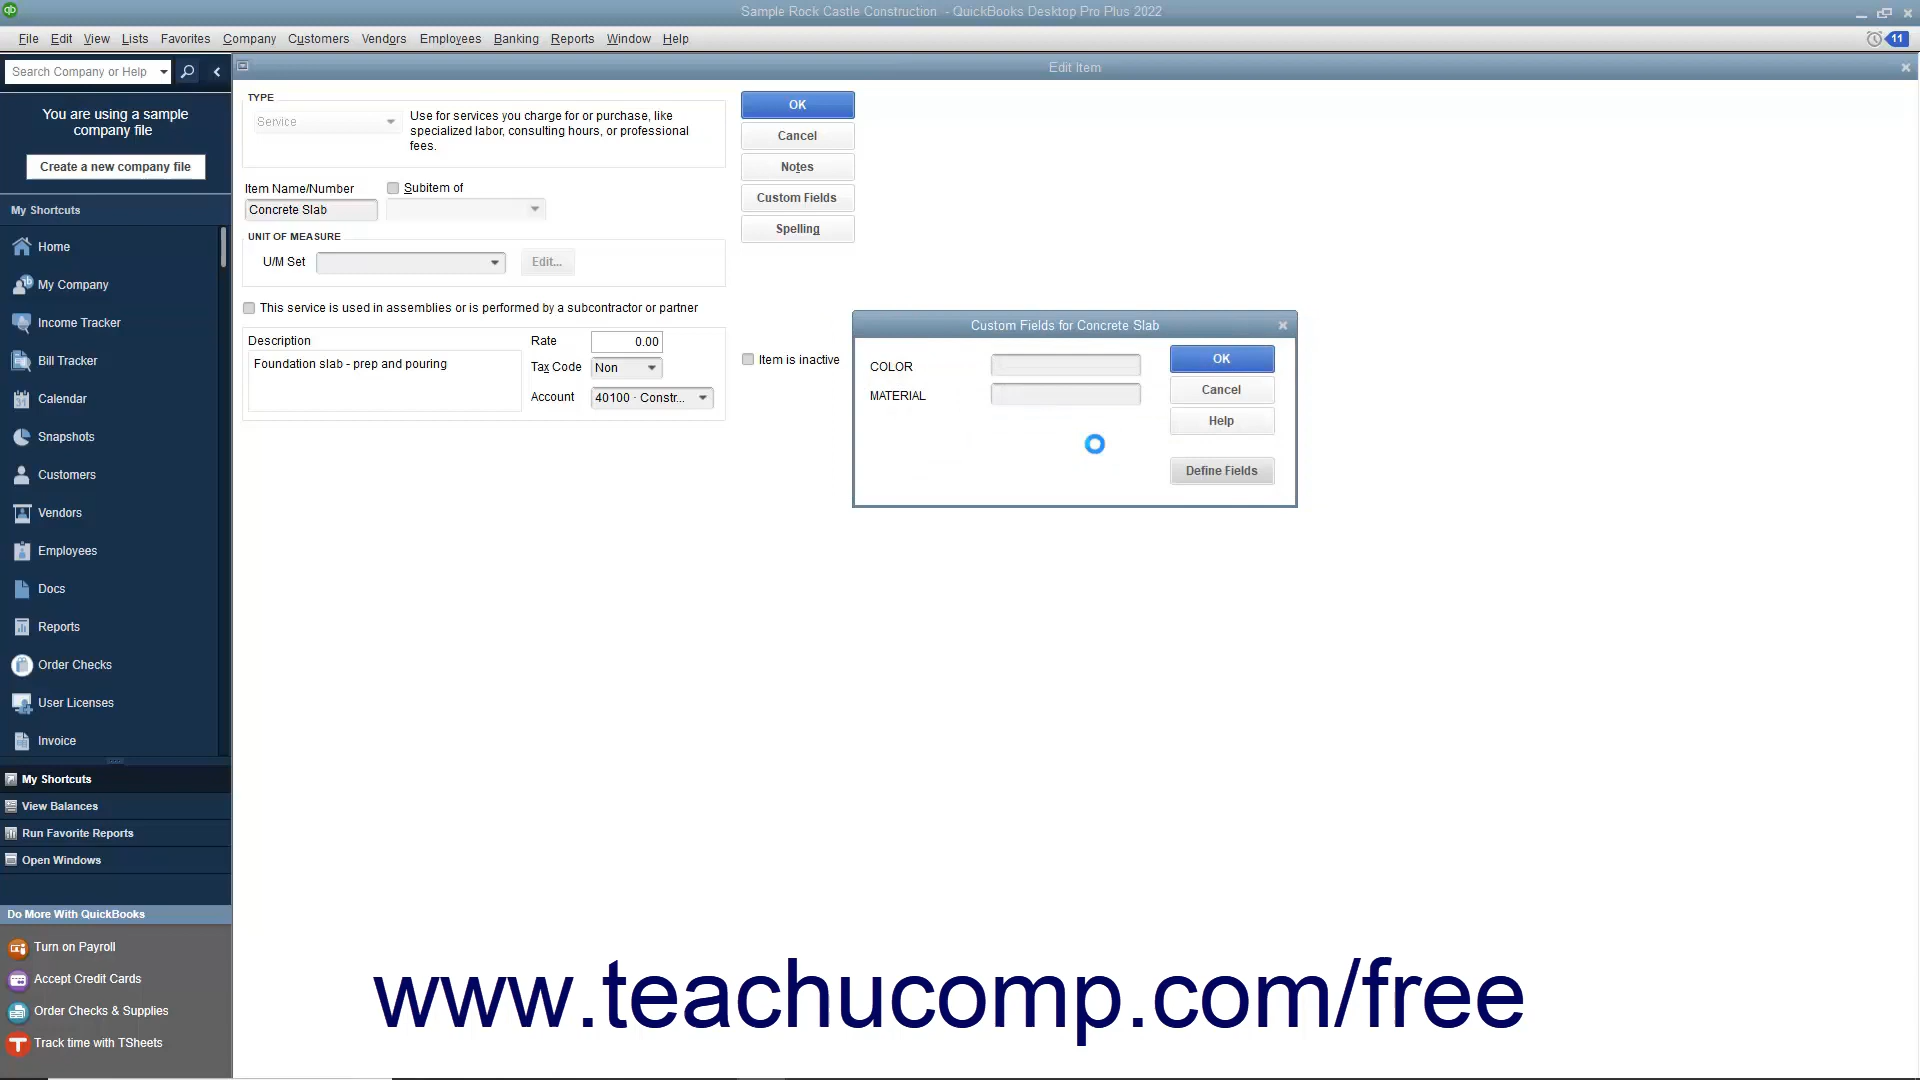 Sample Rock Castle Construction - QuickBooks Desktop Pro Plus 2022
File Edit View Lists Favorites Company Customers Vendors Employees Banking Reports Window Help
11
Search Company or Help
Edit Item
You are using a sample
company file
Create a new company file
My Shortcuts
Home
My Company
Income Tracker
Bill Tracker
Calendar
Snapshots
Customers
Vendors
Employees
Docs
Reports
Order Checks
User Licenses
Invoice
My Shortcuts
View Balances
Run Favorite Reports
Open Windows
Do More With QuickBooks
Turn on Payroll
Accept Credit Cards
Order Checks & Supplies
Track time with TSheets
TYPE
Service
Use for services you charge for or purchase, like
specialized labor, consulting hours, or professional
fees.
OK
Cancel
Notes
Custom Fields
Spelling
Item Name/Number
Subitem of
Concrete Slab
UNIT OF MEASURE
U/M Set
Edit...
This service is used in assemblies or is performed by a subcontractor or partner
Description
Foundation slab - prep and pouring
Rate
0.00
Tax Code
Non
Account
40100 · Constr...
Item is inactive
Custom Fields for Concrete Slab
COLOR
MATERIAL
OK
Cancel
Help
Define Fields
www.teachucomp.com/free